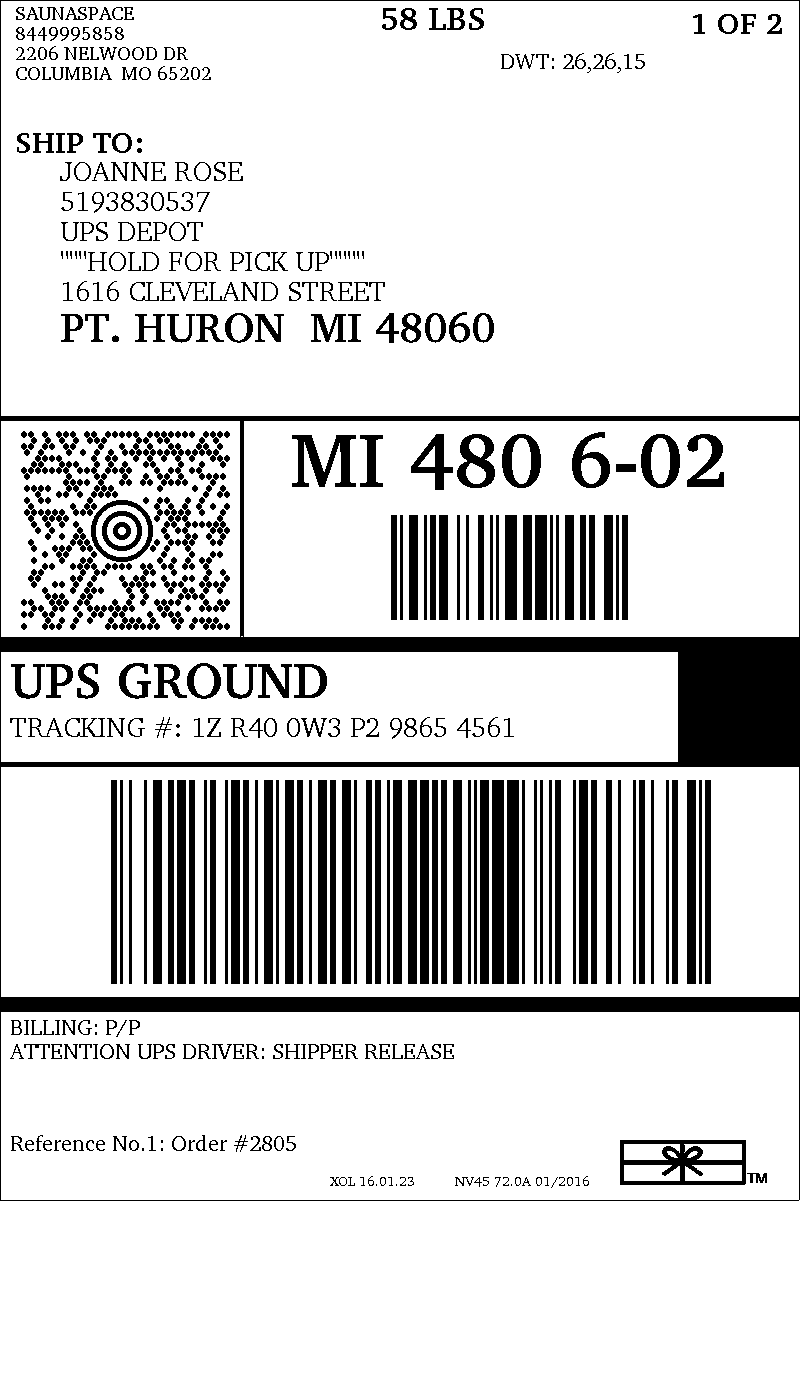 SAUNASPACE
8449995858
2206 NELWOOD DR
COLUMBIA  MO 65202
58 LBS
1 OF 2
DWT: 26,26,15
SHIP TO:
JOANNE ROSE
5193830537
UPS DEPOT
"""HOLD FOR PICK UP""""
1616 CLEVELAND STREET
PT. HURON  MI 48060
MI 480 6-02
UPS GROUND
TRACKING #: 1Z R40 0W3 P2 9865 4561
BILLING: P/P
ATTENTION UPS DRIVER: SHIPPER RELEASE
Reference No.1: Order #2805
XOL 16.01.23
NV45 72.0A 01/2016
TM